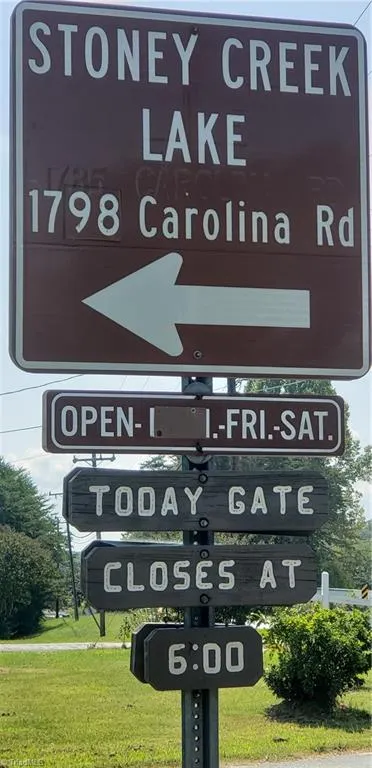 STONEY CREEK
LAKE
1798 Carolina Rd
OPEN- .-FRI.-SAT.
TODAY GATE
CLOSES AT
6:00